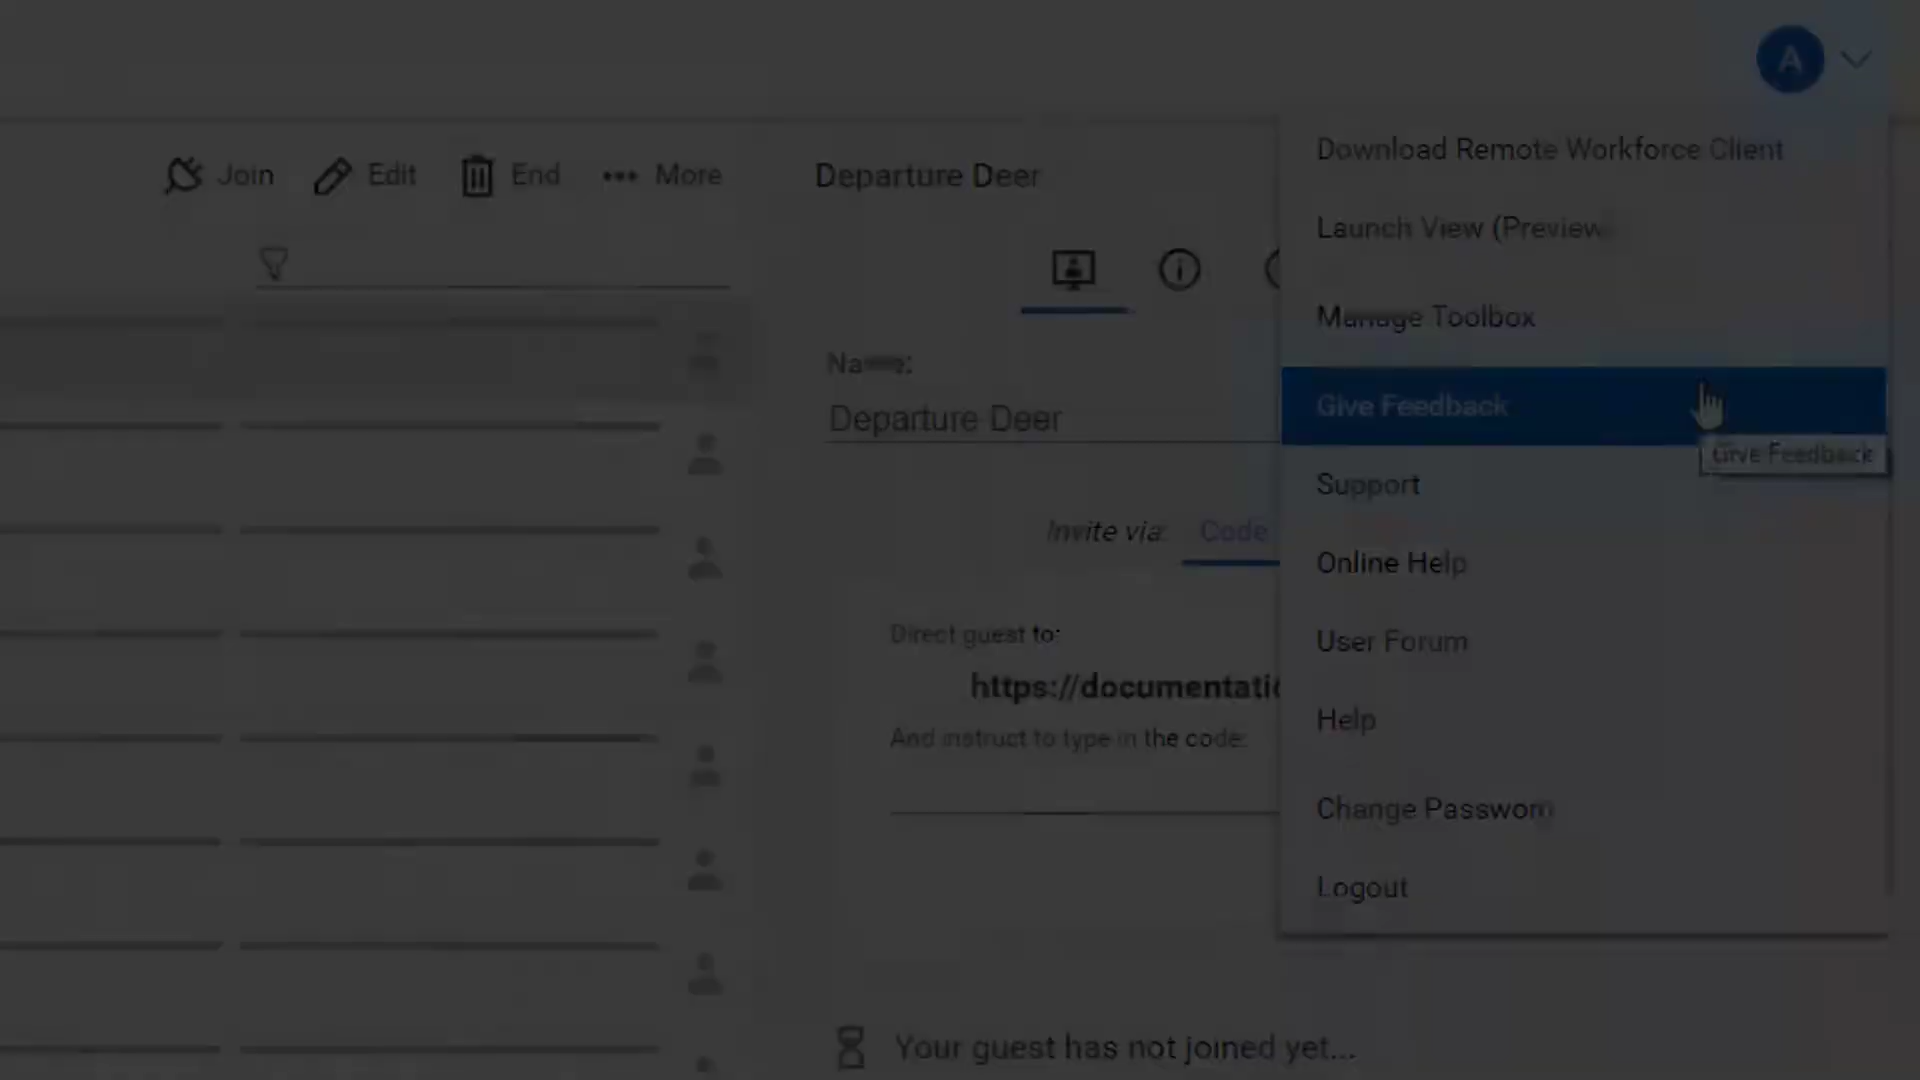 A
Join
Edit
End
More
Departure Deer
Name:
Departure Deer
Invite via:
Code
Direct guest to:
https://documentatio
And instruct to type in the code:
Your guest has not joined yet...
Download Remote Workforce Client
Launch View (Preview)
Manage Toolbox
Give Feedback
Give Feedback
Support
Online Help
User Forum
Help
Change Password
Logout